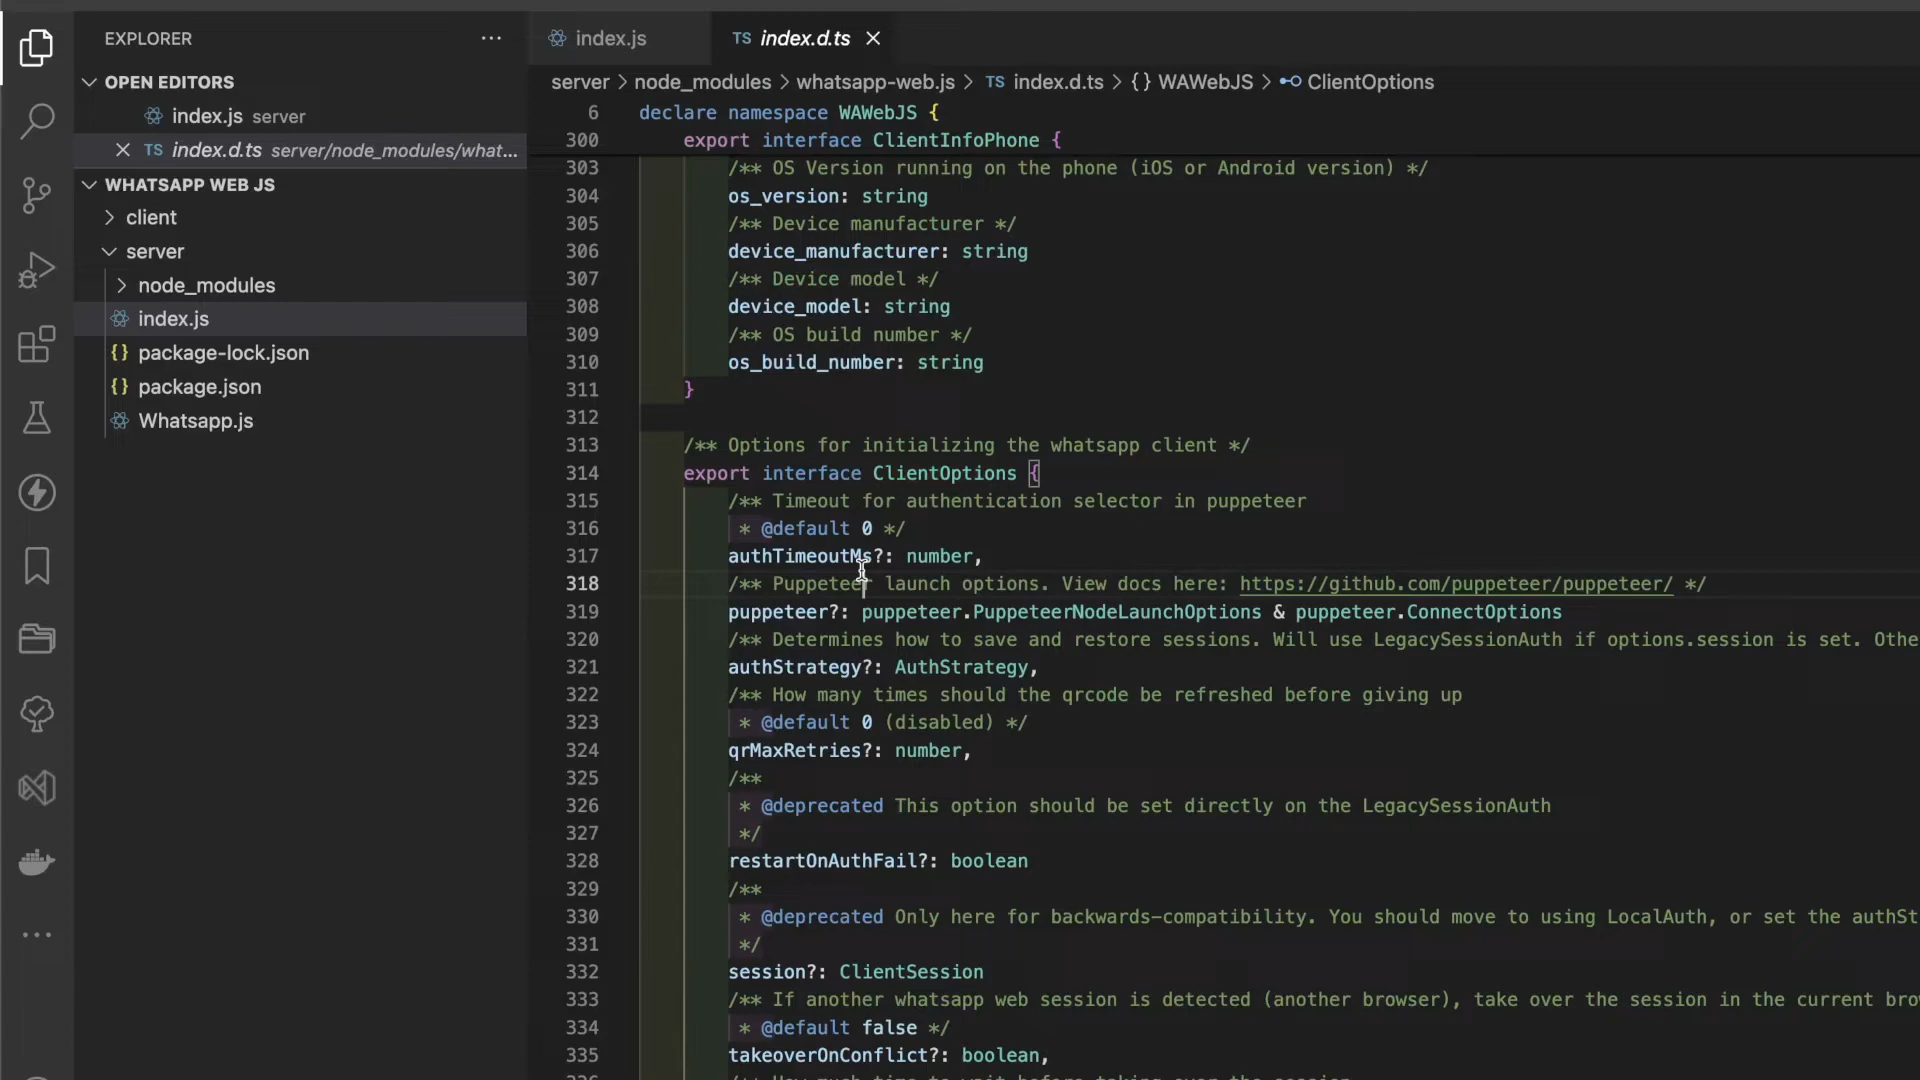 EXPLORER
OPEN EDITORS
index.js server
TS index.d.ts server/node_modules/what...
WHATSAPP WEB JS
client
server
node_modules
index.js
{} package-lock.json
{} package.json
Whatsapp.js
index.js
TS index.d.ts
server > node_modules > whatsapp-web.js > TS index.d.ts > {} WAWebJS > ClientOptions
6 declare namespace WAWebJS {
300 export interface ClientInfoPhone {
303 /** OS Version running on the phone (iOS or Android version) */
304 os_version: string
305 /** Device manufacturer */
306 device_manufacturer: string
307 /** Device model */
308 device_model: string
309 /** OS build number */
310 os_build_number: string
311 }
312
313 /** Options for initializing the whatsapp client */
314 export interface ClientOptions {
315 /** Timeout for authentication selector in puppeteer
316 * @default 0 */
317 authTimeoutMs?: number,
318 /** Puppeteer launch options. View docs here: https://github.com/puppeteer/puppeteer/ */
319 puppeteer?: puppeteer.PuppeteerNodeLaunchOptions & puppeteer.ConnectOptions
320 /** Determines how to save and restore sessions. Will use LegacySessionAuth if options.session is set. Othe
321 authStrategy?: AuthStrategy,
322 /** How many times should the qrcode be refreshed before giving up
323 * @default 0 (disabled) */
324 qrMaxRetries?: number,
325 /**
326 * @deprecated This option should be set directly on the LegacySessionAuth
327 */
328 restartOnAuthFail?: boolean
329 /**
330 * @deprecated Only here for backwards-compatibility. You should move to using LocalAuth, or set the authSt
331 */
332 session?: ClientSession
333 /** If another whatsapp web session is detected (another browser), take over the session in the current bro
334 * @default false */
335 takeoverOnConflict?: boolean,